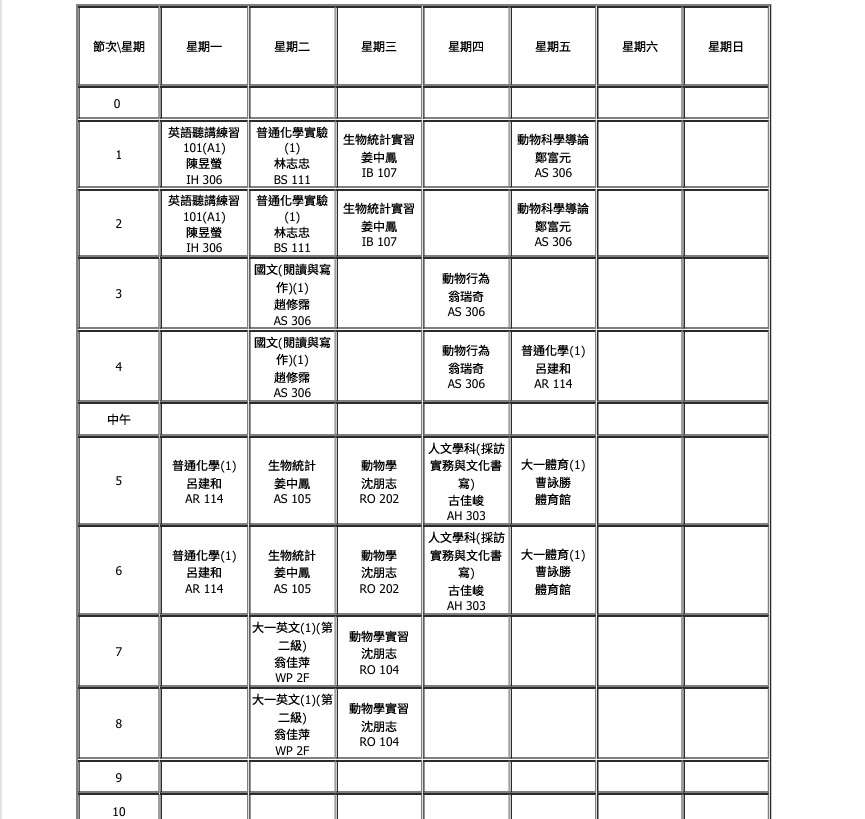 節次\星期 星期一 星期二 星期三 星期四 星期五 星期六 星期日
0
1
英語聽講練習
101(A1)
陳昱螢
IH 306
普通化學實驗
(1)
林志忠
BS 111
生物統計實習
姜中鳳
IB 107
動物科學導論
鄭富元
AS 306
2
英語聽講練習
101(A1)
陳昱螢
IH 306
普通化學實驗
(1)
林志忠
BS 111
生物統計實習
姜中鳳
IB 107
動物科學導論
鄭富元
AS 306
3
國文(閱讀與寫
作)(1)
趙修霈
AS 306
動物行為
翁瑞奇
AS 306
4
國文(閱讀與寫
作)(1)
趙修霈
AS 306
動物行為
翁瑞奇
AS 306
普通化學(1)
呂建和
AR 114
中午
5
普通化學(1)
呂建和
AR 114
生物統計
姜中鳳
AS 105
動物學
沈朋志
RO 202
人文學科(採訪
實務與文化書
寫)
古佳峻
AH 303
大一體育(1)
曹詠勝
體育館
6
普通化學(1)
呂建和
AR 114
生物統計
姜中鳳
AS 105
動物學
沈朋志
RO 202
人文學科(採訪
實務與文化書
寫)
古佳峻
AH 303
大一體育(1)
曹詠勝
體育館
7
大一英文(1)(第
二級)
翁佳萍
WP 2F
動物學實習
沈朋志
RO 104
8
大一英文(1)(第
二級)
翁佳萍
WP 2F
動物學實習
沈朋志
RO 104
9
10